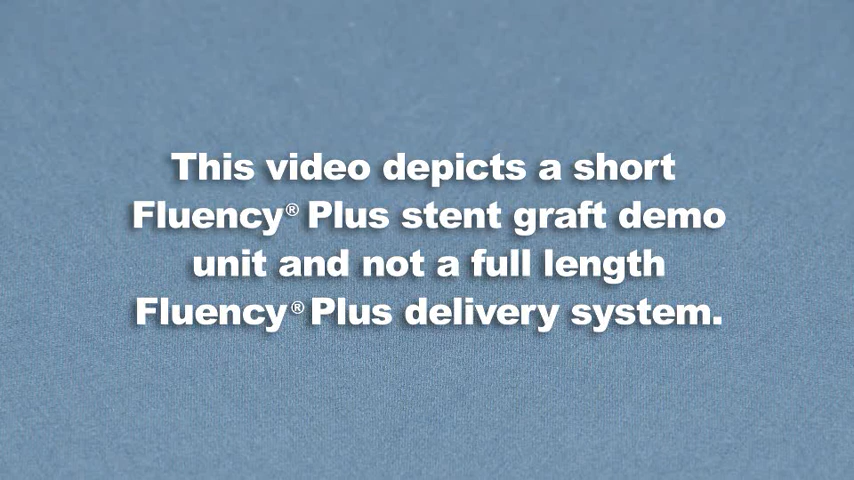 This video depicts a short
Fluency® Plus stent graft demo
unit and not a full length
Fluency® Plus delivery system.